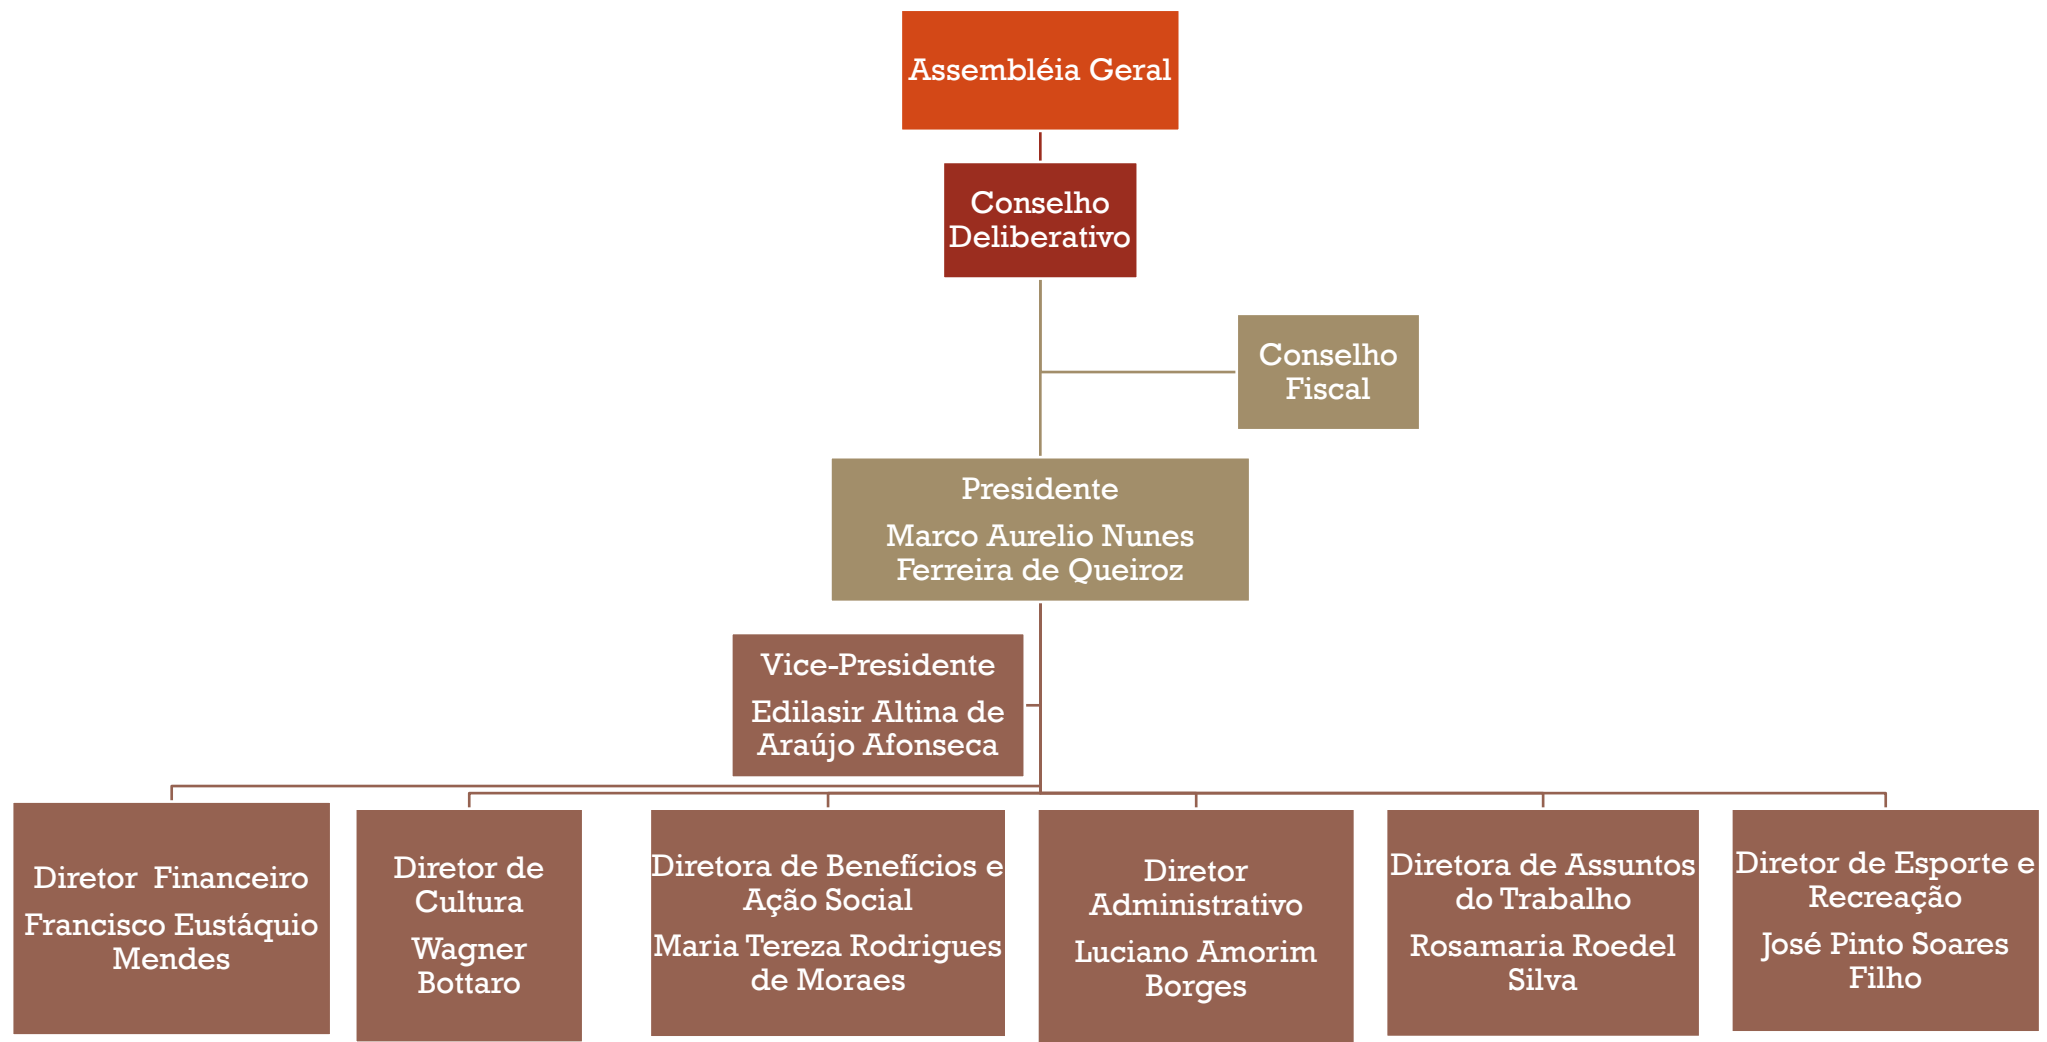 Assembléia Geral
Conselho
Deliberativo
Conselho
Fiscal
Presidente
Marco Aurelio Nunes
Ferreira de Queiroz
Vice-Presidente
Edilasir Altina de
Araújo Afonseca
Diretor  Financeiro
Francisco Eustáquio
Mendes
Diretor de
Cultura
Wagner
Bottaro
Diretora de Benefícios e
Ação Social
Maria Tereza Rodrigues
de Moraes
Diretor
Administrativo
Luciano Amorim
Borges
Diretora de Assuntos
do Trabalho
Rosamaria Roedel
Silva
Diretor de Esporte e
Recreação
José Pinto Soares
Filho